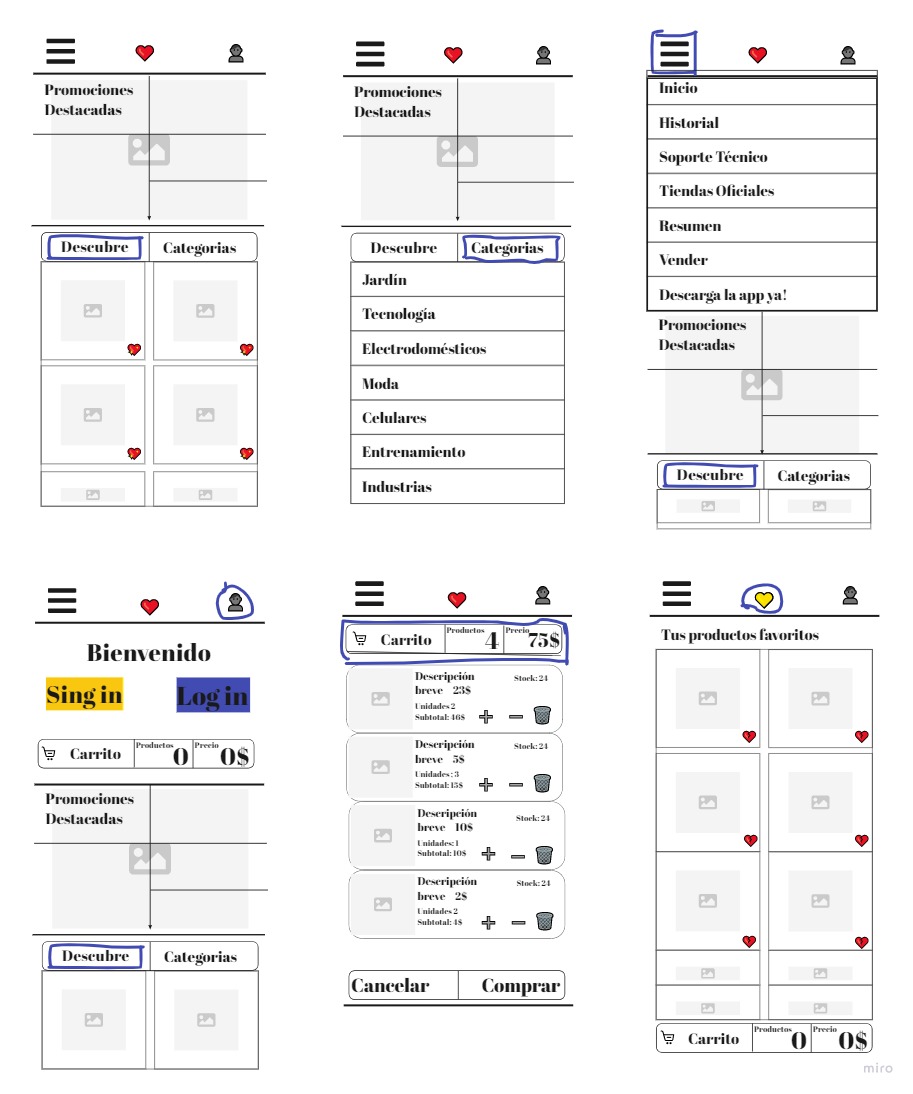 Promociones
Destacadas
Descubre
Categorias
Promociones
Destacadas
Descubre
Categorias
Jardín
Tecnología
Electrodomésticos
Moda
Celulares
Entrenamiento
Industrias
Inicio
Historial
Soporte Técnico
Tiendas Oficiales
Resumen
Vender
Descarga la app ya!
Promociones
Destacadas
Descubre
Categorias
Bienvenido
Sing in
Log in
Carrito
Productos
0
Precio
0$
Promociones
Destacadas
Descubre
Categorias
Carrito
Productos
4
Precio
75$
Descripción
breve 23$
Stock: 24
Unidades 2
Subtotal: 46$
Descripción
breve 5$
Stock: 24
Unidades : 3
Subtotal: 15$
Descripción
breve 10$
Stock: 24
Unidades: 1
Subtotal: 10$
Descripción
breve 2$
Stock: 24
Unidades 2
Subtotal: 4$
Cancelar
Comprar
Tus productos favoritos
Carrito
Productos
0
Precio
0$
miro